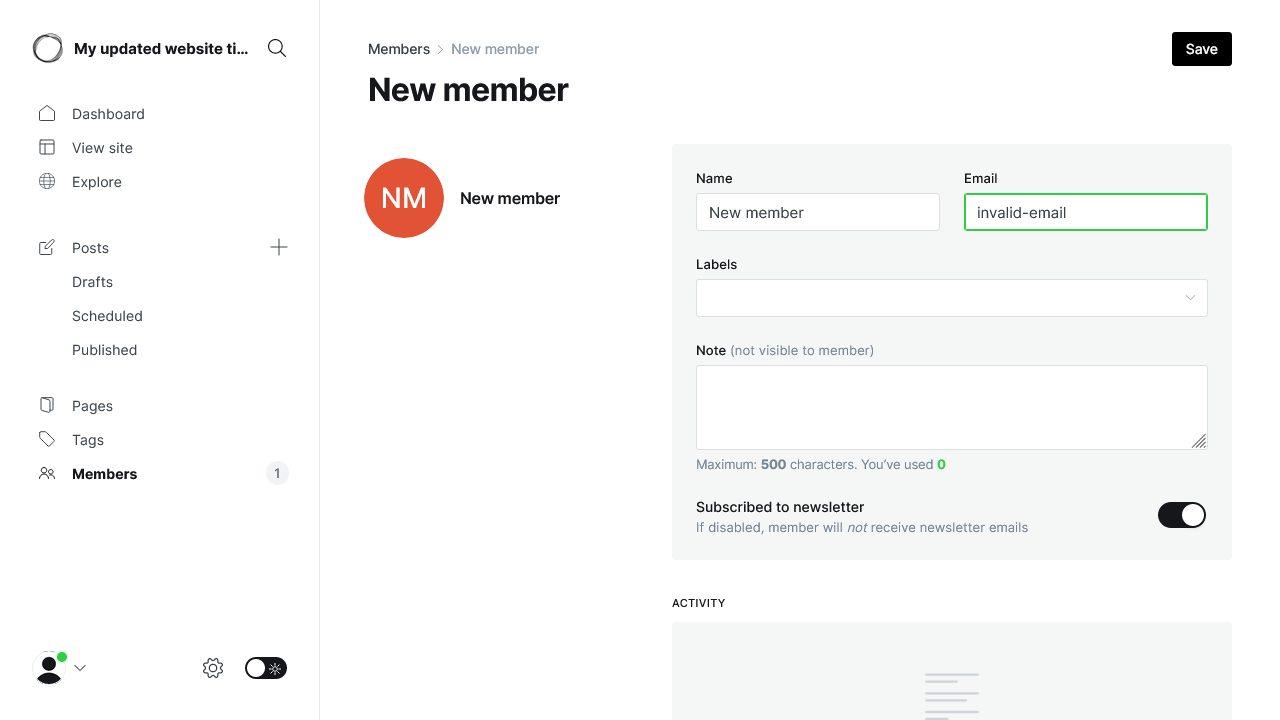 My updated website ti...
Dashboard
View site
Explore
Posts
Drafts
Scheduled
Published
Pages
Tags
Members
1
Members
New member
Save
New member
NM
New member
Name
Email
New member
invalid-email
Labels
Note (not visible to member)
Maximum: 500 characters. You've used 0
Subscribed to newsletter
If disabled, member will not receive newsletter emails
ACTIVITY